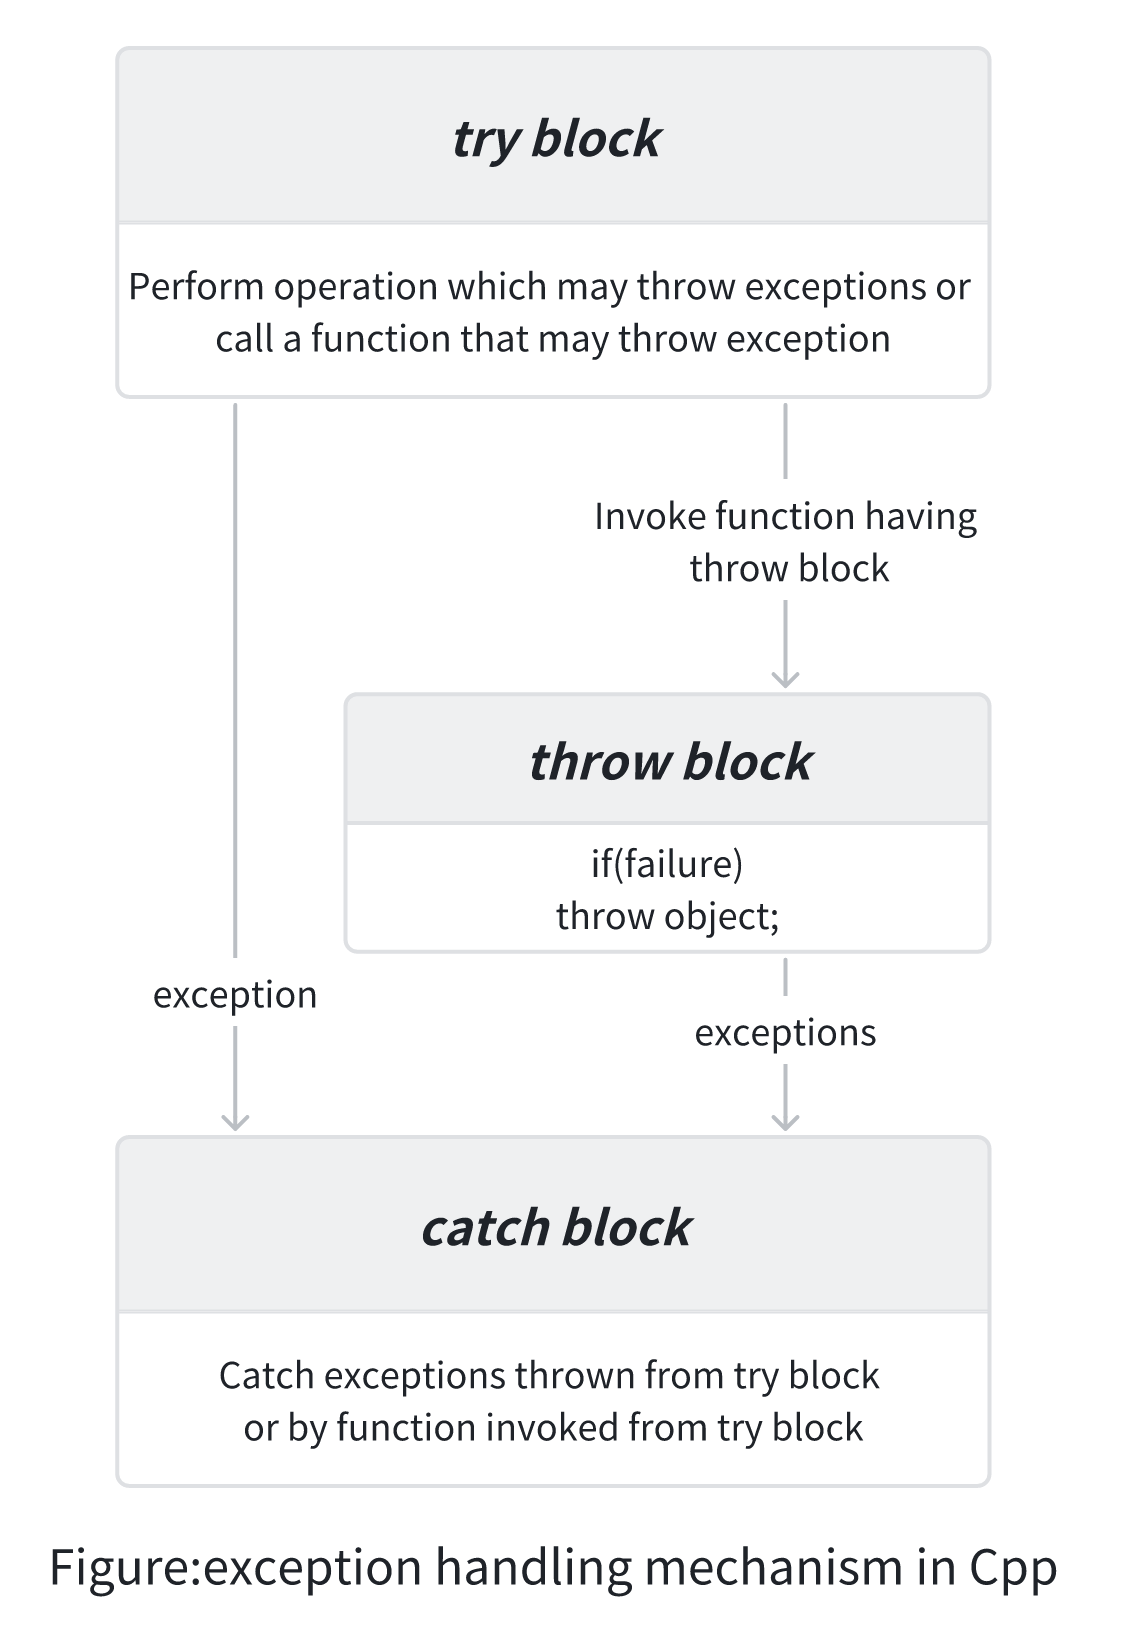 try block
Perform operation which may throw exceptions or
call a function that may throw exception
Invoke function having
throw block
throw block
if(failure)
throw object;
exception
exceptions
catch block
Catch exceptions thrown from try block
or by function invoked from try block
Figure:exception handling mechanism in Cpp